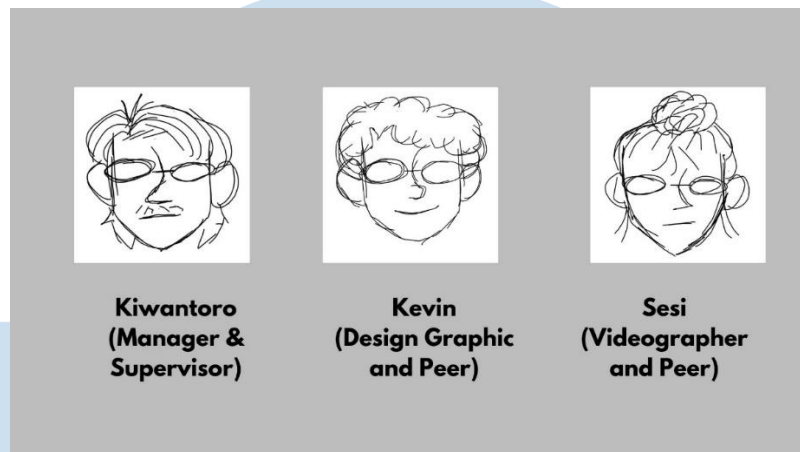 Kiwantoro
(Manager &
Supervisor)
Kevin
(Design Graphic
and Peer)
Sesi
(Videographer
and Peer)